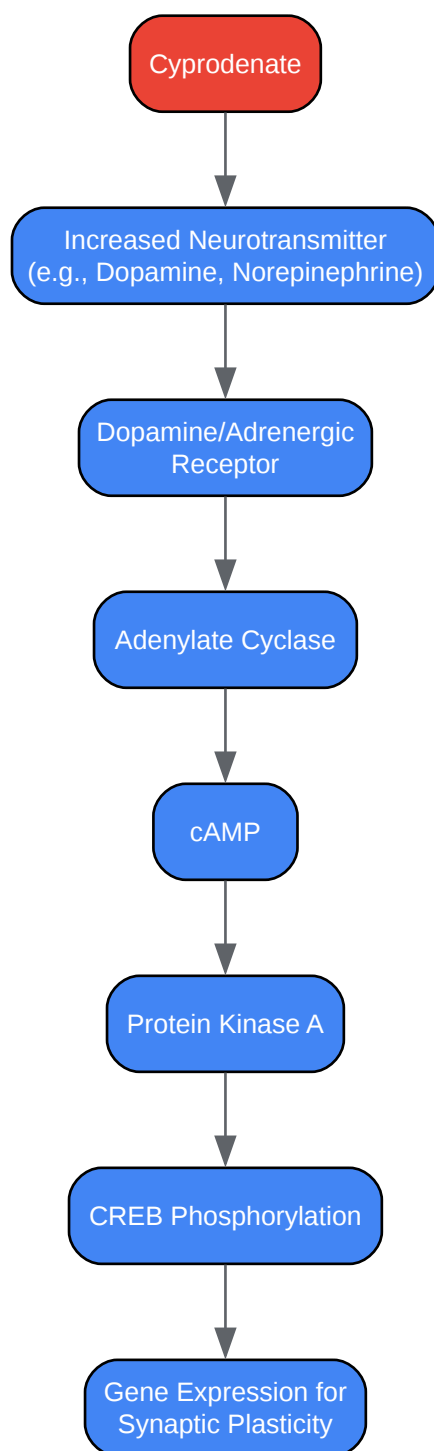 Cyprodenate
Increased Neurotransmitter
(e.g., Dopamine, Norepinephrine)
Dopamine/Adrenergic
Receptor
Adenylate Cyclase
cAMP
Protein Kinase A
CREB Phosphorylation
Gene Expression for
Synaptic Plasticity